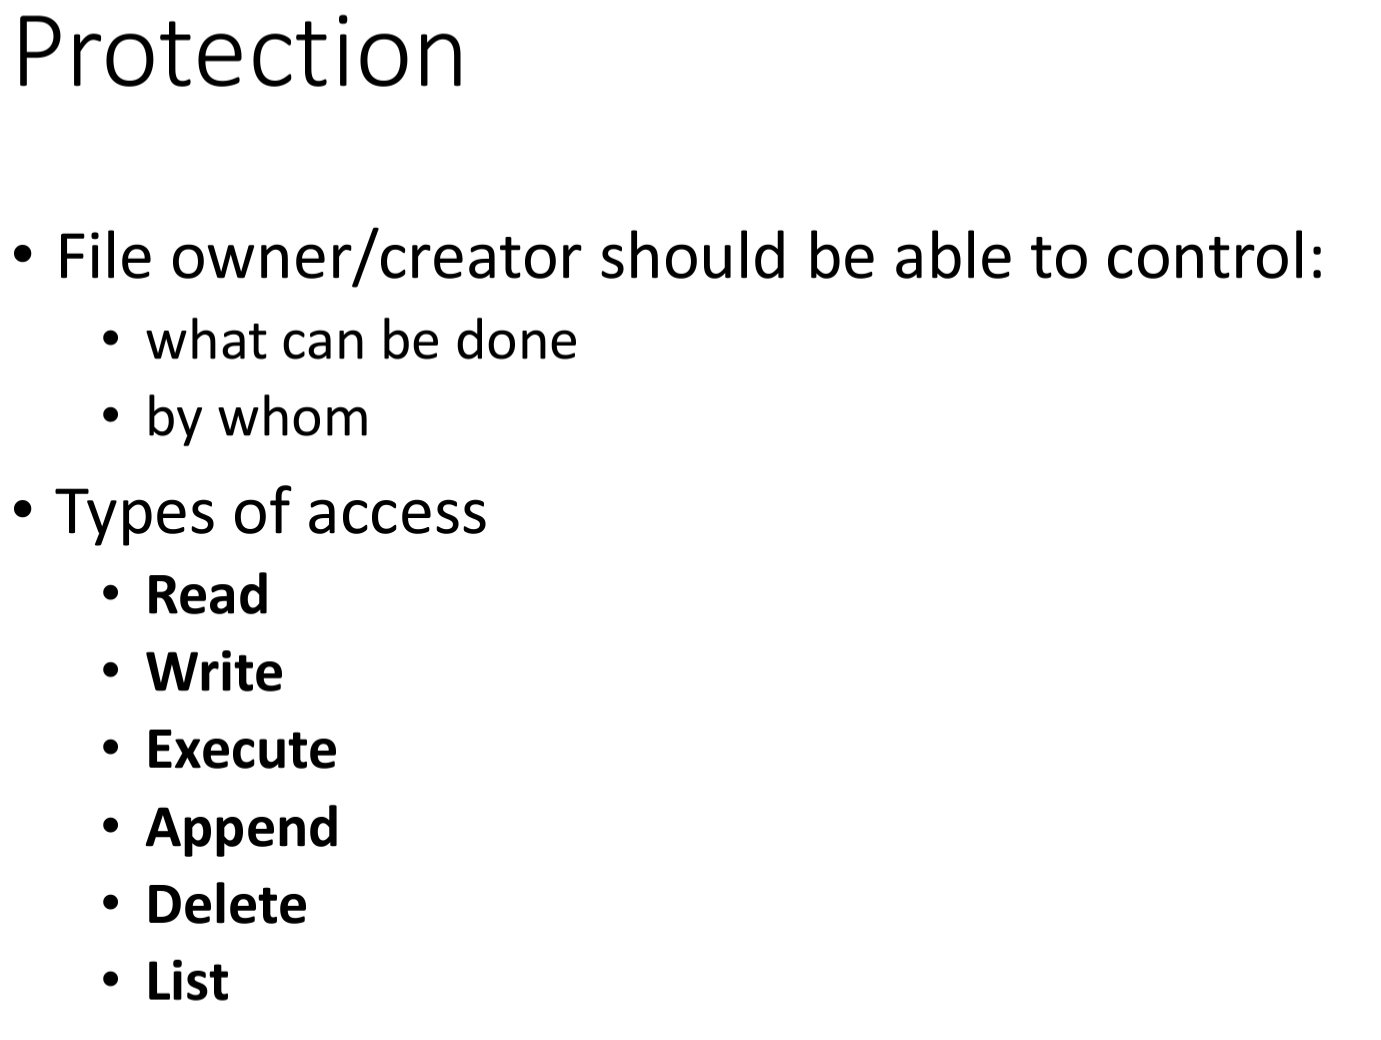 Protection
• File owner/creator should be able to control:
• what can be done
• by whom
• Types of access
• Read
• Write
• Execute
• Append
• Delete
• List